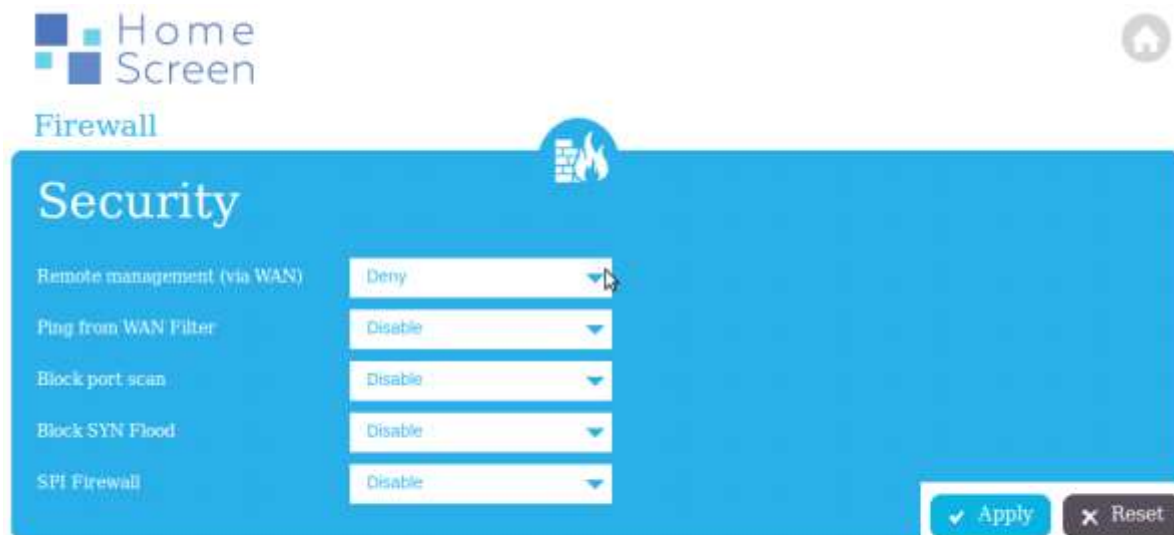 Home
Screen
Firewall
Security
Remote management (via WAN) Deny
Ping from WAN Filter Disable
Block port scan Disable
Block SYN Flood Disable
SPI Firewall Disable
Apply Reset